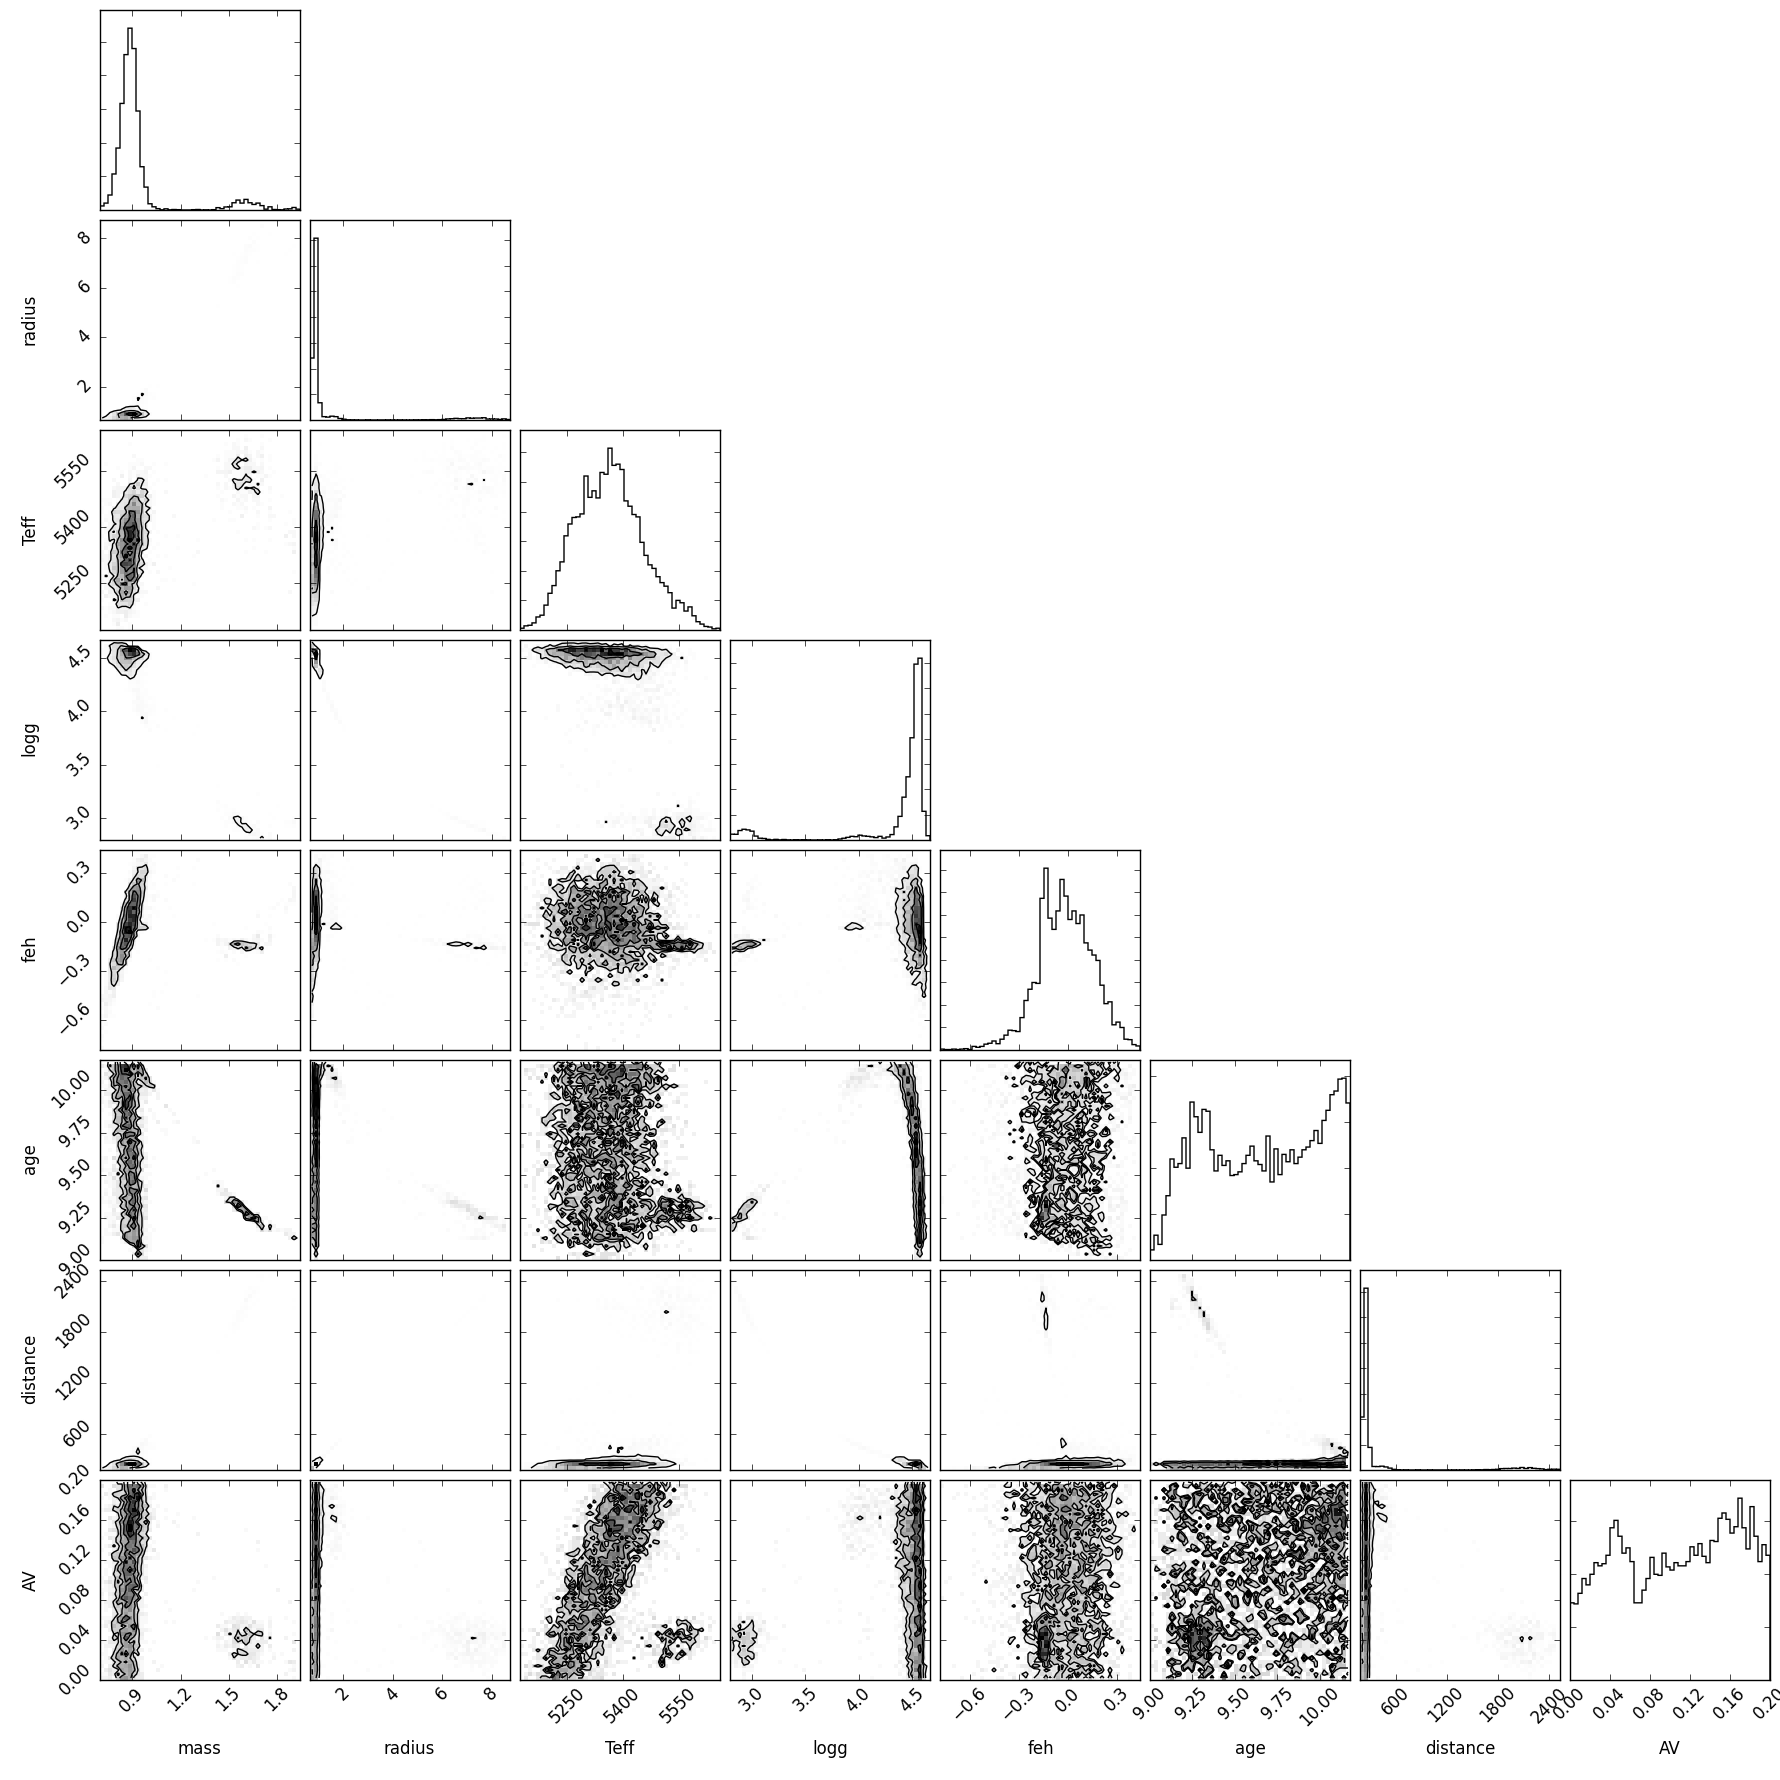 8
6
4
2
radius
5550
5400
5250
Teff
4.5
4.0
3.5
3.0
logg
0.3
0.0
−0.3
−0.6
feh
10.00
9.75
9.50
9.25
9.00
age
2400
1800
1200
600
distance
0.20
0.16
0.12
0.08
0.04
0.00
AV
0.9 1.2 1.5 1.8
2 4 6 8
5250 5400 5550
3.0 3.5 4.0 4.5
−0.6 −0.3 0.0 0.3
9.00 9.25 9.50 9.75 10.00
600 1200 1800 2400
0.00 0.04 0.08 0.12 0.16 0.20
mass radius Teff logg feh age distance AV